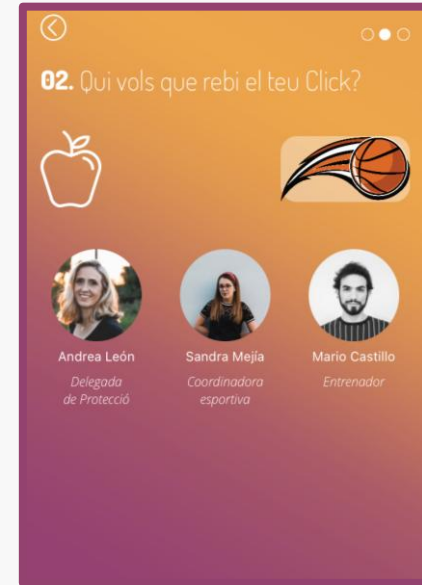 02. Qui vols que rebi el teu Click?
Andrea León
Delegada
de Protecció
Sandra Mejía
Coordinadora
esportiva
Mario Castillo
Entrenador